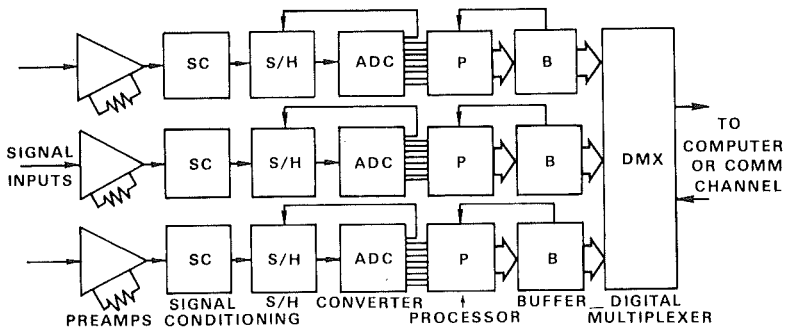 SC S/H ADC P B
SIGNAL INPUTS
SC S/H ADC P B
DMX
TO COMPUTER OR COMM CHANNEL
SC S/H ADC P B
PREAMPS
SIGNAL CONDITIONING
S/H
CONVERTER
PROCESSOR
BUFFER
DIGITAL MULTIPLEXER